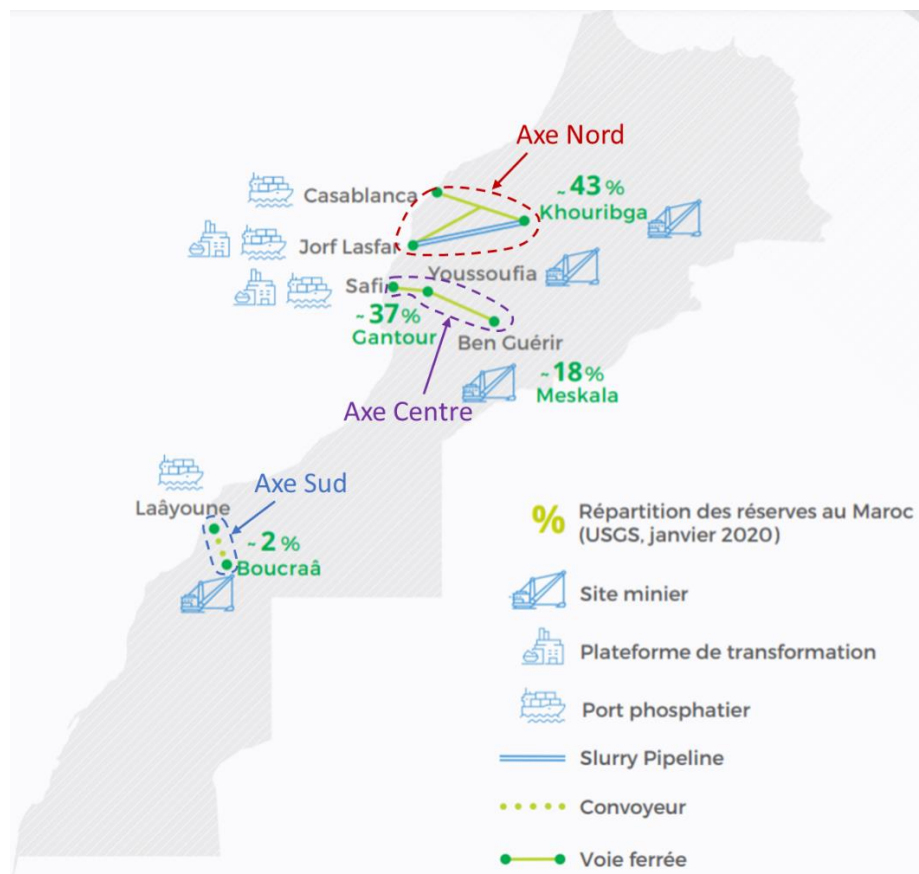 Axe Nord
Casablanca
~ 43 %
Khouribga
Jorf Lasfar
Youssoufia
Safi
~ 37 %
Gantour
Ben Guérir
~ 18 %
Meskala
Axe Centre
Axe Sud
Laâyoune
~ 2 %
Boucraâ
% Répartition des réserves au Maroc
(USGS, janvier 2020)
Site minier
Plateforme de transformation
Port phosphatier
Slurry Pipeline
Convoyeur
Voie ferrée